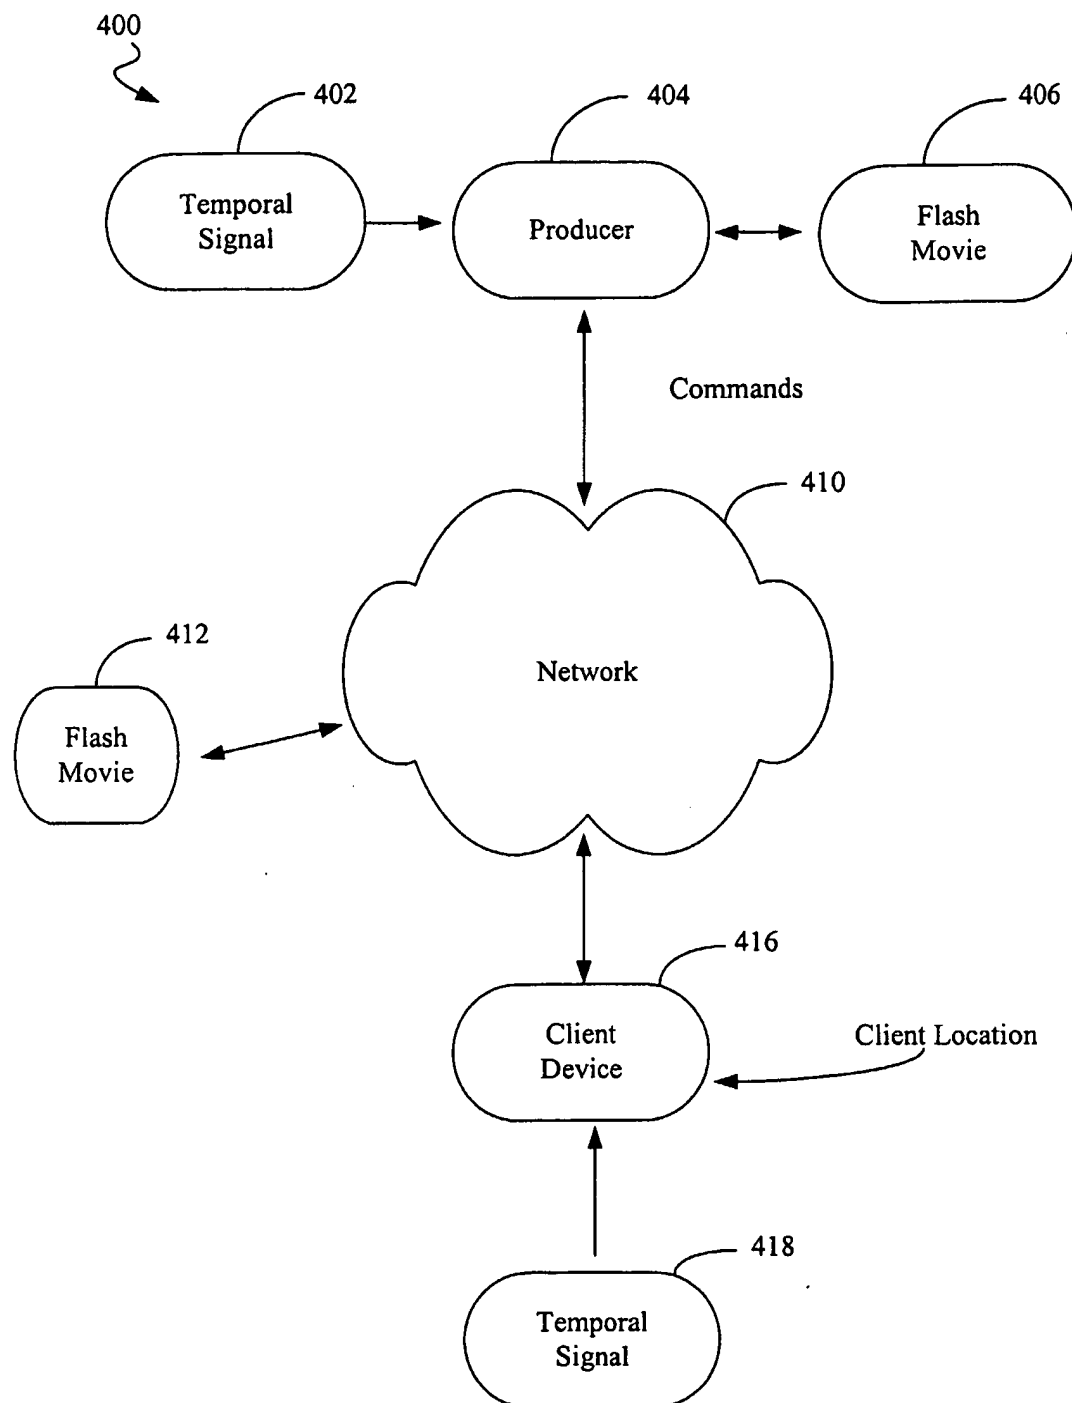 400
402
404
406
Temporal
Signal
Producer
Flash
Movie
Commands
410
412
Network
Flash
Movie
416
Client
Device
Client Location
418
Temporal
Signal